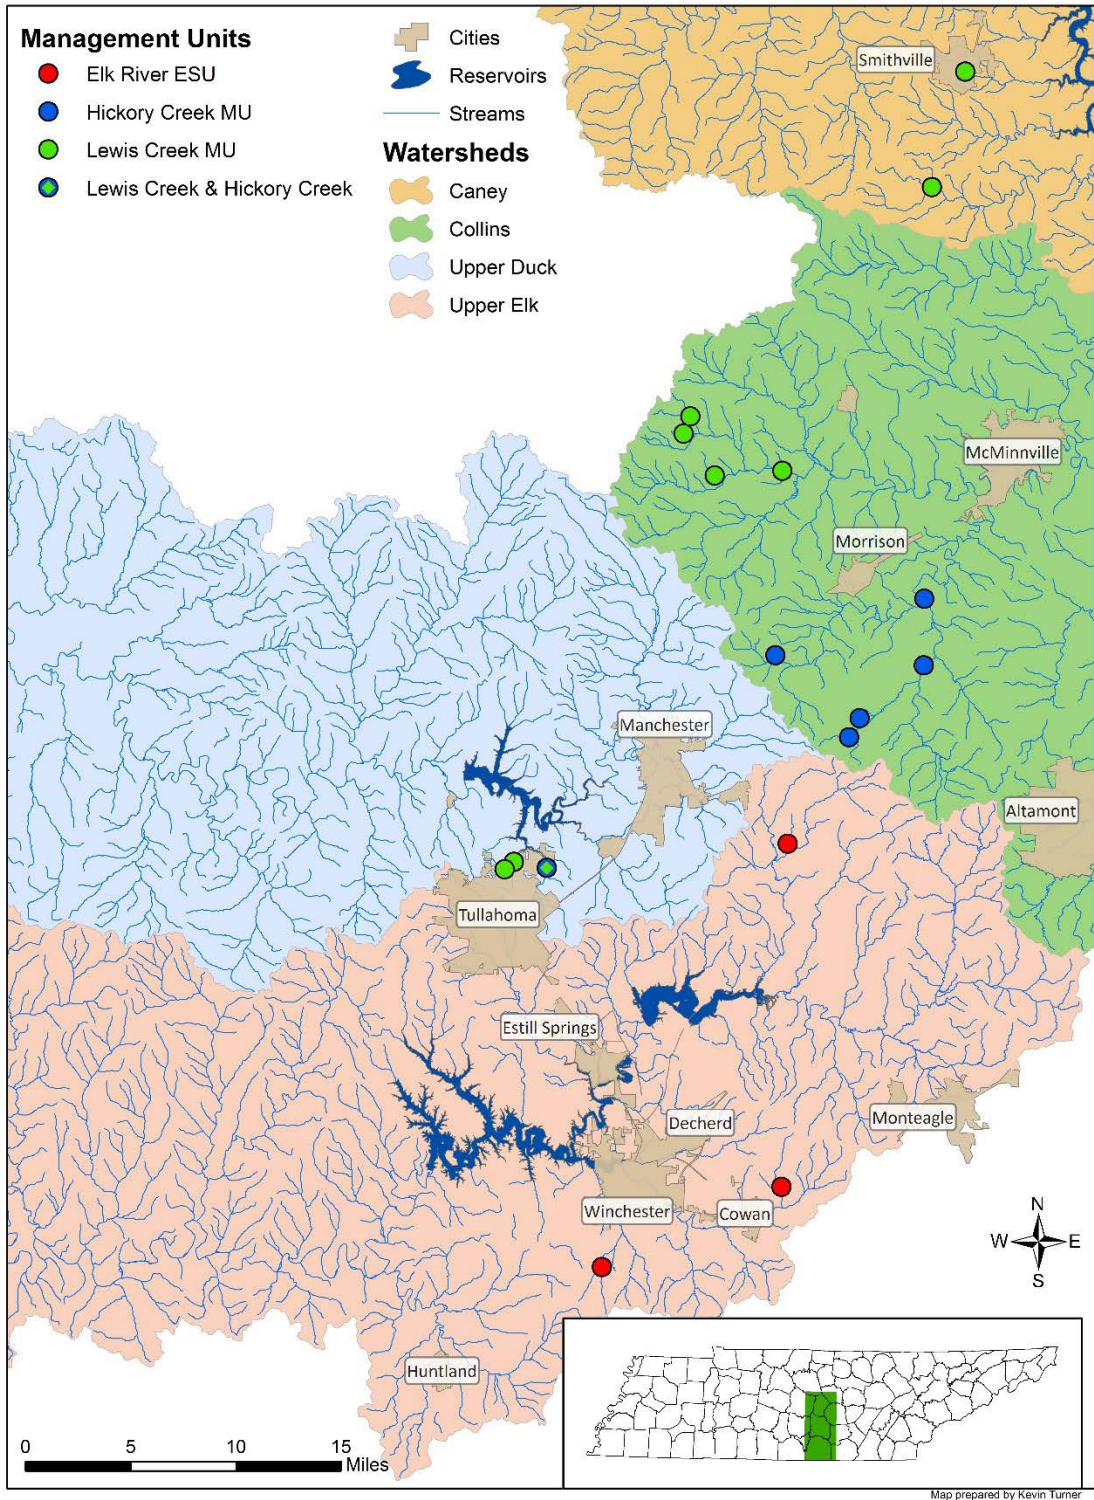 Management Units
Elk River ESU
Hickory Creek MU
Lewis Creek MU
Lewis Creek & Hickory Creek
Cities
Reservoirs
Streams
Watersheds
Caney
Collins
Upper Duck
Upper Elk
Smithville
McMinnville
Morrison
Manchester
Altamont
Tullahoma
Estill Springs
Monteagle
Decherd
Winchester
Cowan
Huntland
N
W E
S
0 5 10 15
Miles
Map prepared by Kevin Turner